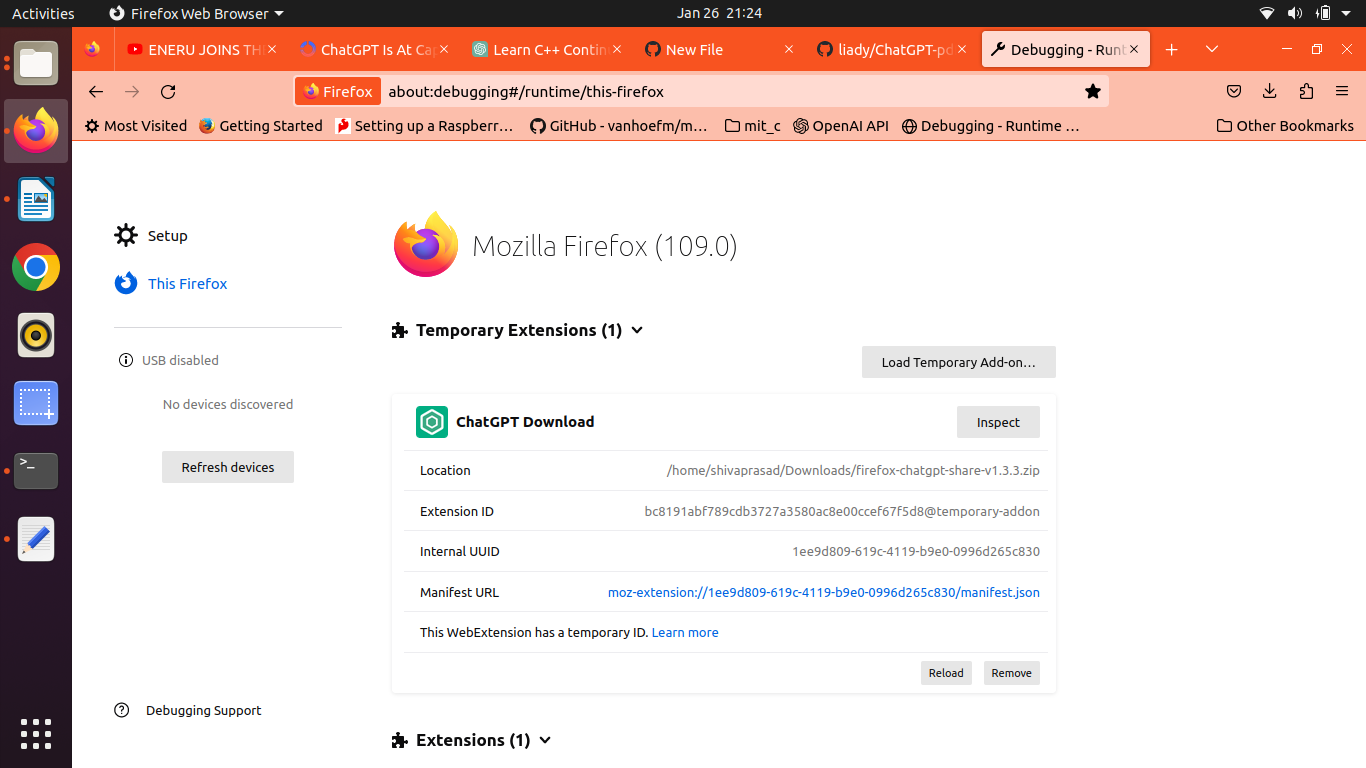 Activities Firefox Web Browser Jan 26 21:24
ENERU JOINS TH ChatGPT Is At Cap Learn C++ Contin New File liady/ChatGPT-pd Debugging - Runt
Firefox about:debugging#/runtime/this-firefox
Most Visited Getting Started Setting up a Raspberr… GitHub - vanhoefm/m… mit_c OpenAI API Debugging - Runtime … Other Bookmarks
Setup
This Firefox
USB disabled
No devices discovered
Refresh devices
Debugging Support
Mozilla Firefox (109.0)
Temporary Extensions (1)
Load Temporary Add-on…
ChatGPT Download Inspect
Location /home/shivaprasad/Downloads/firefox-chatgpt-share-v1.3.3.zip
Extension ID bc8191abf789cdb3727a3580ac8e00ccef67f5d8@temporary-addon
Internal UUID 1ee9d809-619c-4119-b9e0-0996d265c830
Manifest URL moz-extension://1ee9d809-619c-4119-b9e0-0996d265c830/manifest.json
This WebExtension has a temporary ID. Learn more
Reload Remove
Extensions (1)